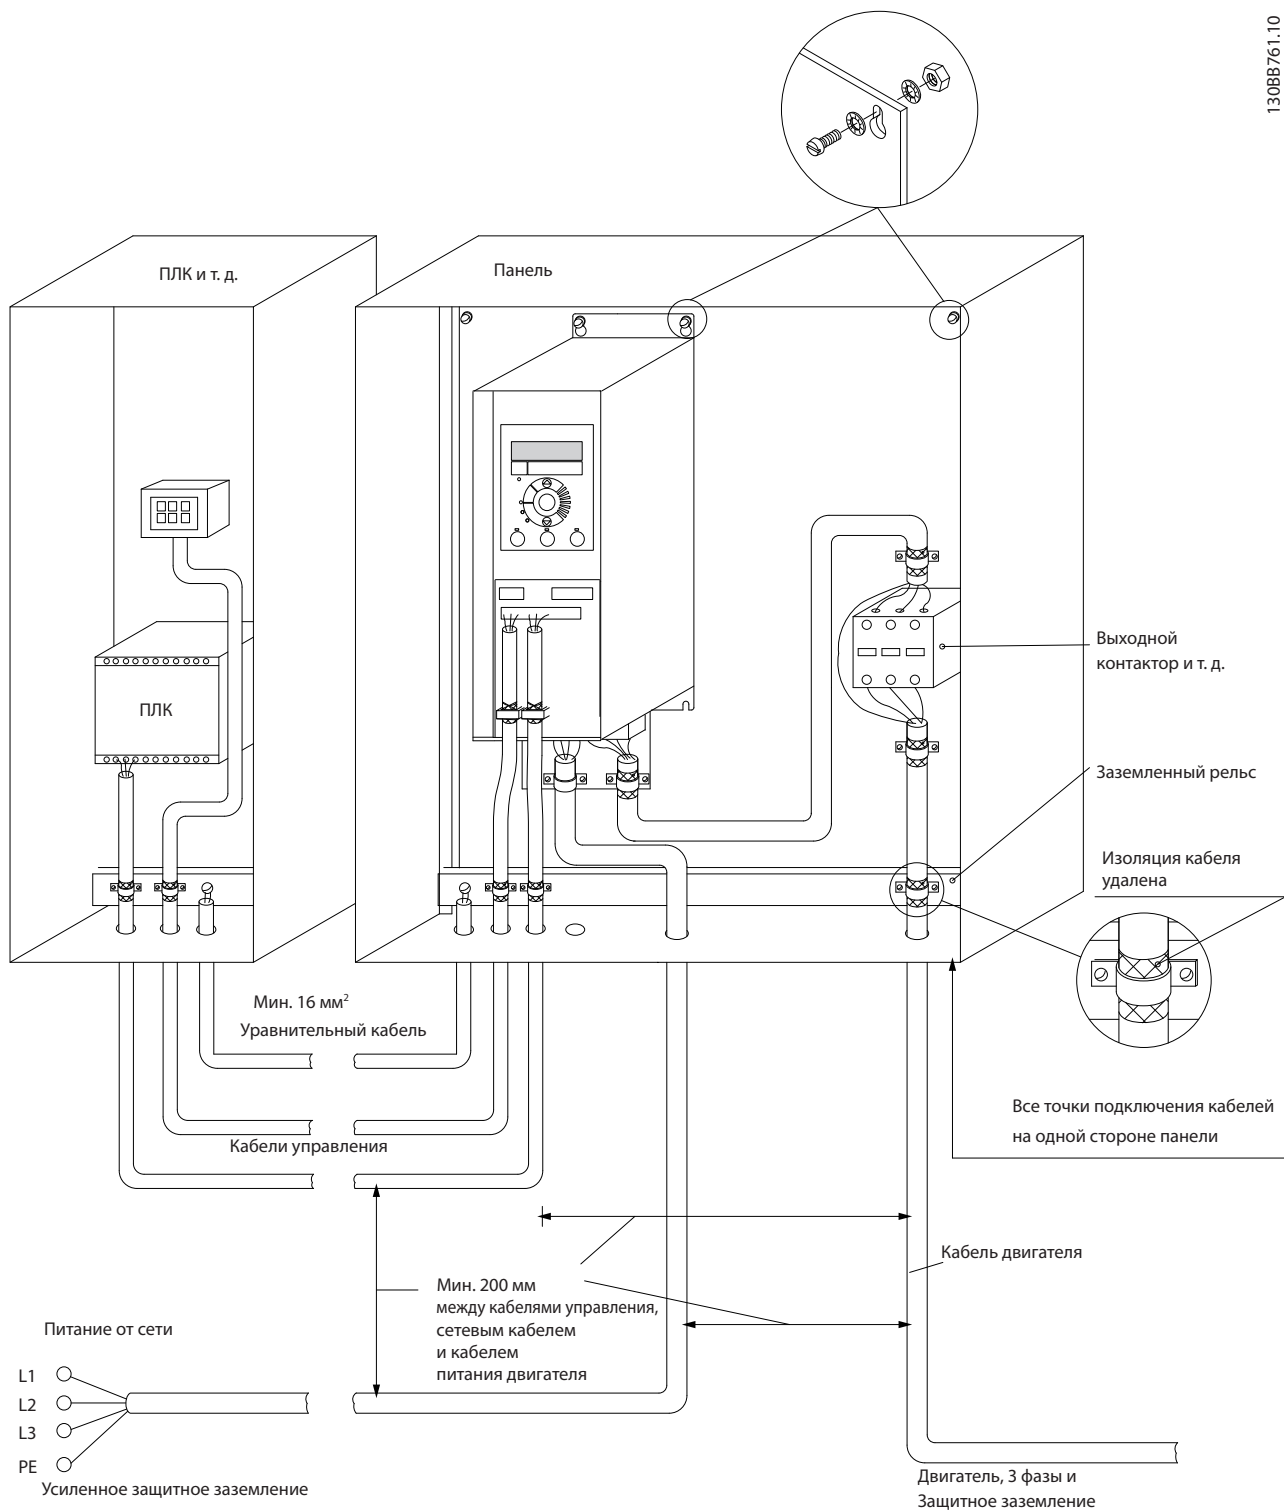 130BB761.10
ПЛК и т. д.
Панель
ПЛК
Выходной
контактор и т. д.
Заземленный рельс
Изоляция кабеля
удалена
Мин. 16 мм²
Уравнительный кабель
Все точки подключения кабелей
на одной стороне панели
Кабели управления
Кабель двигателя
Мин. 200 мм
между кабелями управления,
сетевым кабелем
и кабелем
питания двигателя
Питание от сети
L1
L2
L3
PE
Усиленное защитное заземление
Двигатель, 3 фазы и
Защитное заземление